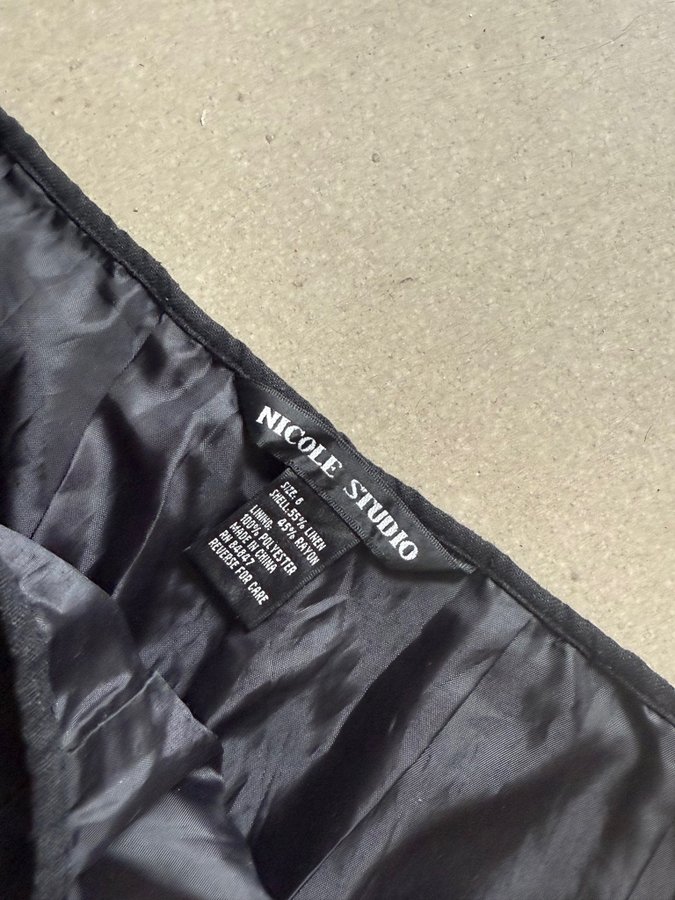 NICOLE STUDIO
SIZE: 6
SHELL:55% LINEN
45% RAYON
LINING:
100% POLYESTER
MADE IN CHINA
RN 84047
REVERSE FOR CARE